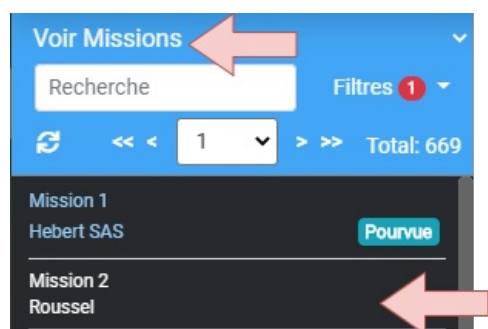 Voir Missions
Recherche
Filtres 1
<< < 1 > >> Total: 669
Mission 1
Hebert SAS Pourvue
Mission 2
Roussel